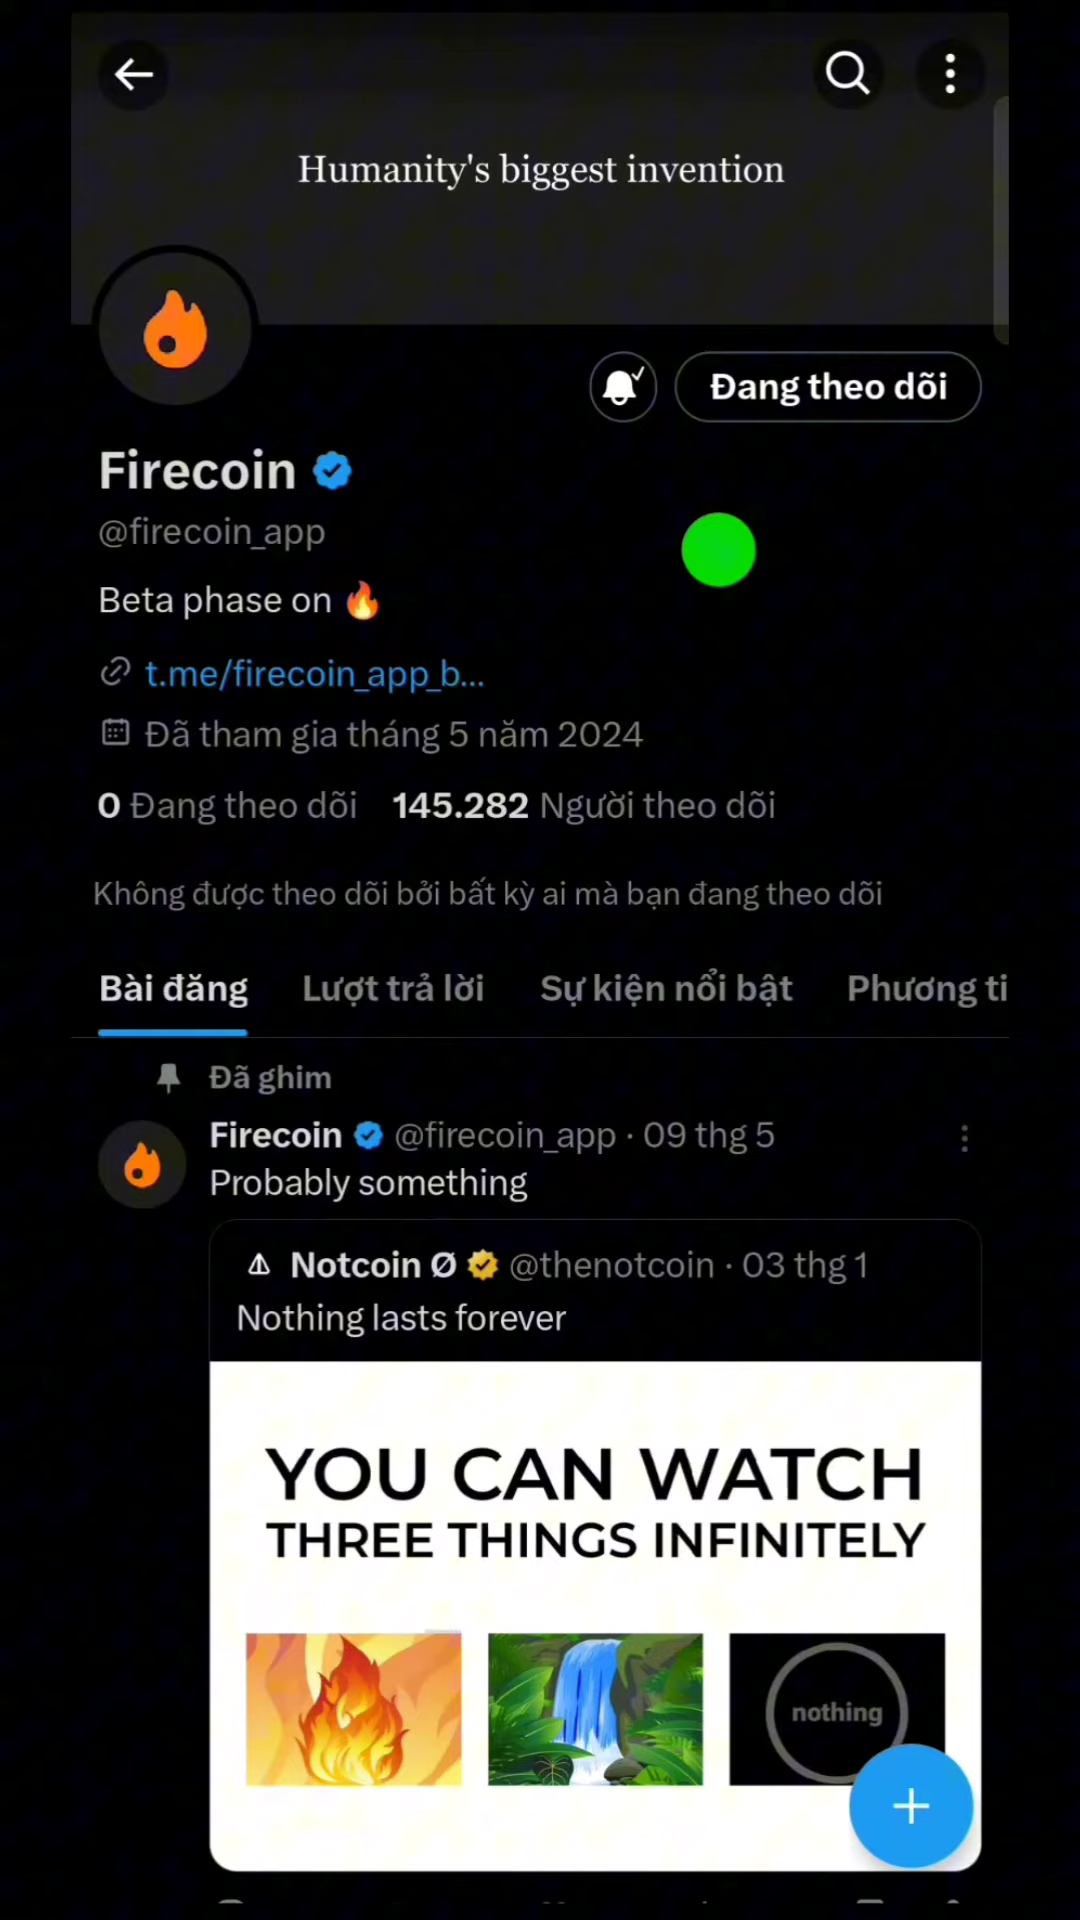 Humanity's biggest invention
Đang theo dõi
Firecoin
@firecoin_app
Beta phase on 🔥
t.me/firecoin_app_b...
Đã tham gia tháng 5 năm 2024
0 Đang theo dõi 145.282 Người theo dõi
Không được theo dõi bởi bất kỳ ai mà bạn đang theo dõi
Bài đăng Lượt trả lời Sự kiện nổi bật Phương ti
Đã ghim
Firecoin @firecoin_app · 09 thg 5
Probably something
Notcoin Ø @thenotcoin · 03 thg 1
Nothing lasts forever
YOU CAN WATCH
THREE THINGS INFINITELY
nothing